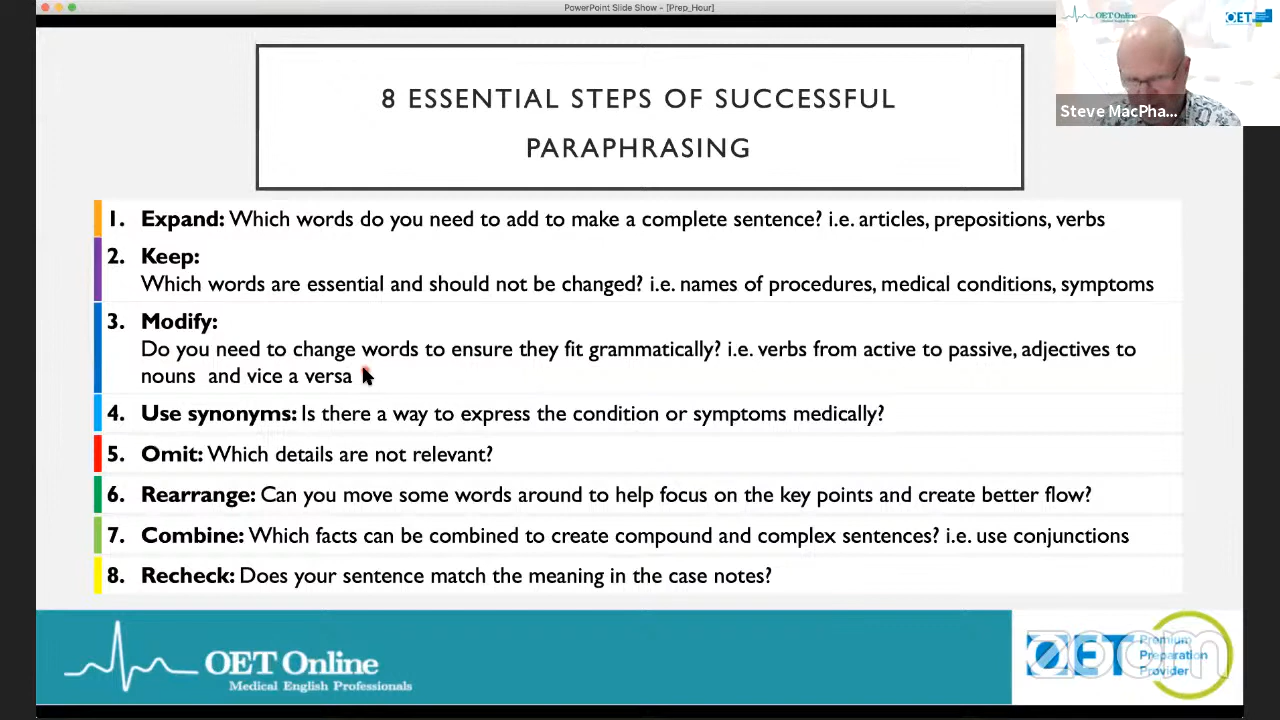 PowerPoint Slide Show - [Prep_Hour]
OET Online
OET
Steve MacPha...
8 ESSENTIAL STEPS OF SUCCESSFUL
PARAPHRASING
1. Expand: Which words do you need to add to make a complete sentence? i.e. articles, prepositions, verbs
2. Keep:
Which words are essential and should not be changed? i.e. names of procedures, medical conditions, symptoms
3. Modify:
Do you need to change words to ensure they fit grammatically? i.e. verbs from active to passive, adjectives to
nouns and vice a versa
4. Use synonyms: Is there a way to express the condition or symptoms medically?
5. Omit: Which details are not relevant?
6. Rearrange: Can you move some words around to help focus on the key points and create better flow?
7. Combine: Which facts can be combined to create compound and complex sentences? i.e. use conjunctions
8. Recheck: Does your sentence match the meaning in the case notes?
OET Online
Medical English Professionals
OET
Premium
Preparation
Provider
zoom